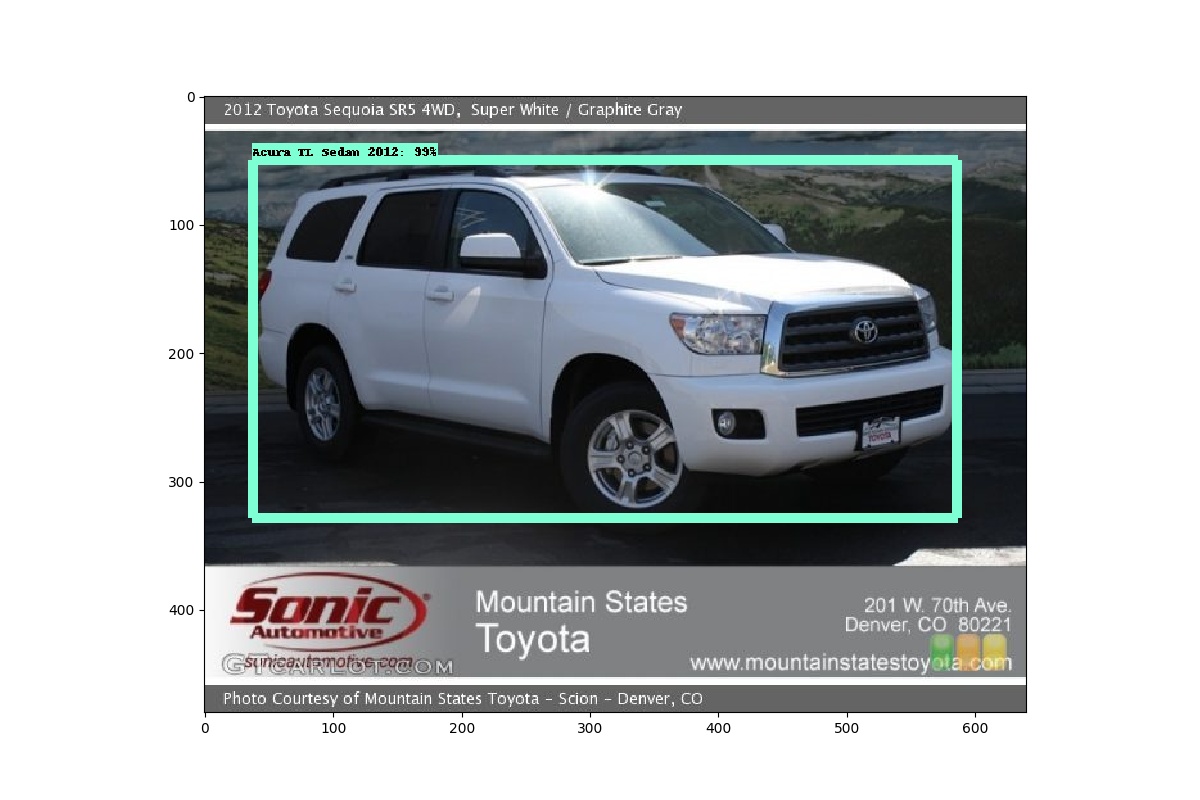 0
100
200
300
400
2012 Toyota Sequoia SR5 4WD, Super White / Graphite Gray
Acura TL Sedan 2012: 99%
TOYOTA
Sonic
Automotive
sonicautomotive.com
GTCARLOT.COM
Mountain States
Toyota
201 W. 70th Ave.
Denver, CO 80221
www.mountainstatestoyota.com
Photo Courtesy of Mountain States Toyota - Scion - Denver, CO
0 100 200 300 400 500 600